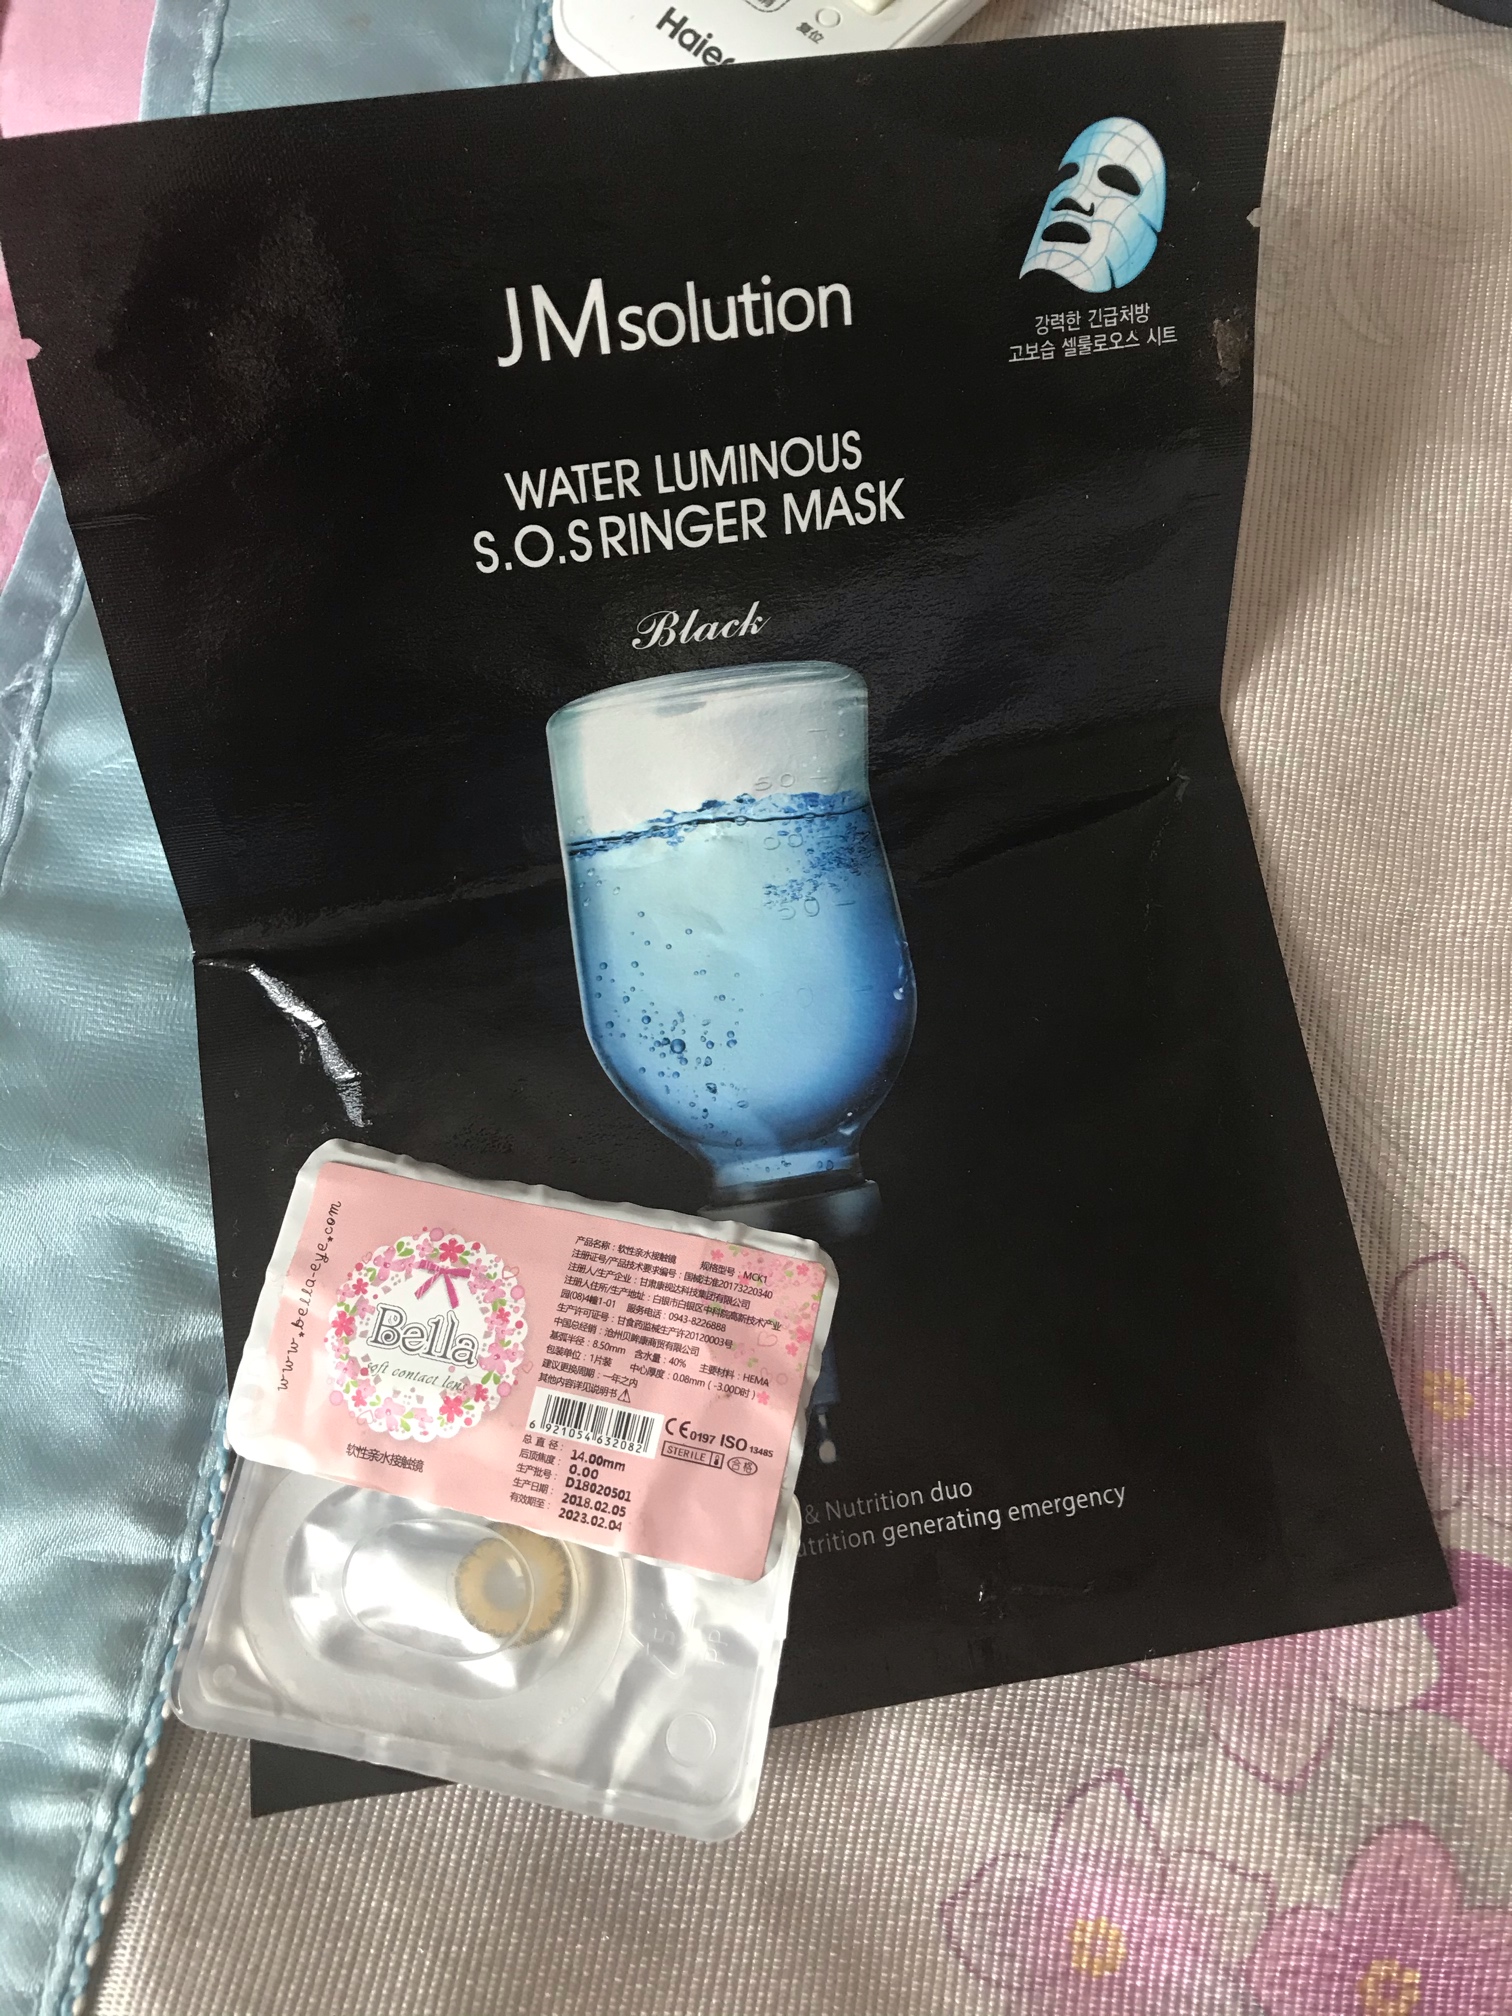 Haier
复位
强력한 긴급처방
고보습 셀룰로오스 시트
JMsolution
WATER LUMINOUS
S.O.S RINGER MASK
Black
50
www.bella-eye.com
Bella
soft contact lens
软性亲水接触镜
产品名称：软性亲水接触镜 规格型号：MCK1
注册证号/产品技术要求编号：国械注准20173220340
注册人/生产企业：甘肃康视达科技集团有限公司
注册人住所/生产地址：白银市白银区中科院高新技术产业
园(08)4幢1-01 服务电话：0943-8226888
生产许可证号：甘食药监械生产许20120003号
中国总经销：沧州贝眸康商贸有限公司
基弧半径：8.50mm 含水量：40% 主要材料：HEMA
包装单位：1片装 中心厚度：0.08mm（-3.00D时）
建议更换周期：一年之内
其他内容详见说明书
6 921054 632082
CE0197 ISO 13485
STERILE 合格
总直径：14.00mm
后顶焦度：0.00
生产批号：D18020501
生产日期：2018.02.05
有效期至：2023.02.04
& Nutrition duo
generating emergency